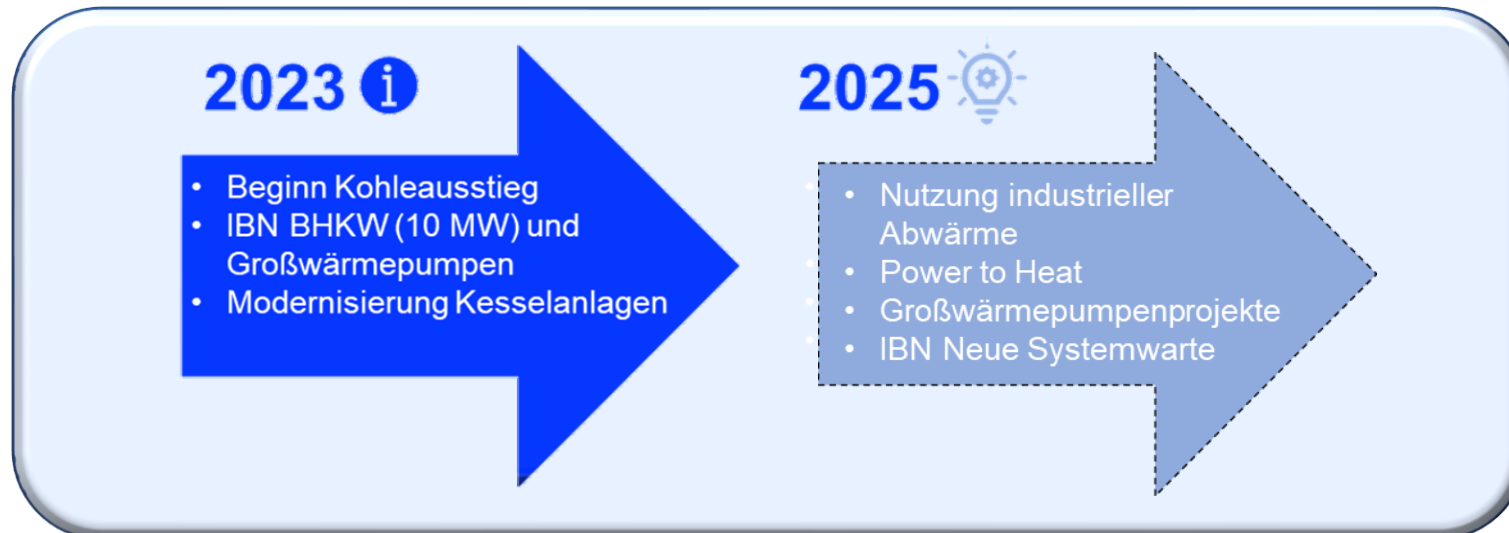 2023
• Beginn Kohleausstieg
• IBN BHKW (10 MW) und
Großwärmepumpen
• Modernisierung Kesselanlagen
2025
• Nutzung industrieller
Abwärme
• Power to Heat
• Großwärmepumpenprojekte
• IBN Neue Systemwarte